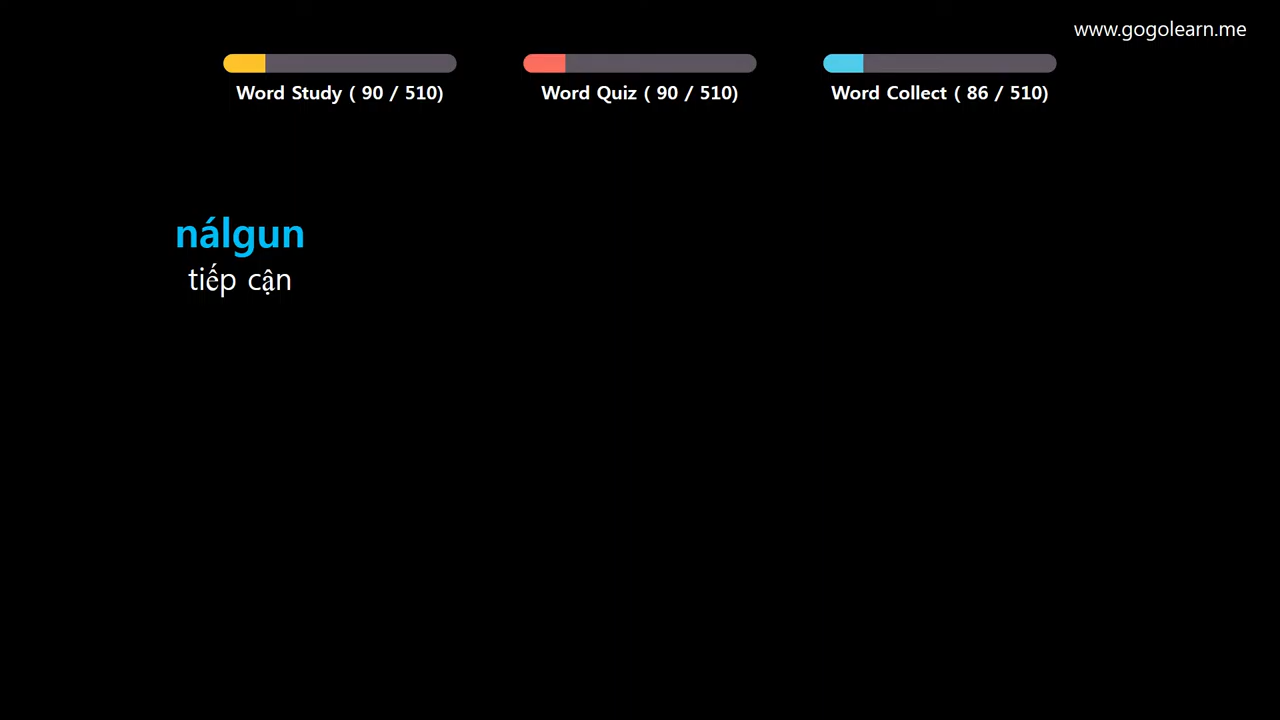 www.gogolearn.me
Word Study ( 90 / 510)
Word Quiz ( 90 / 510)
Word Collect ( 86 / 510)
nálgun
tiếp cận